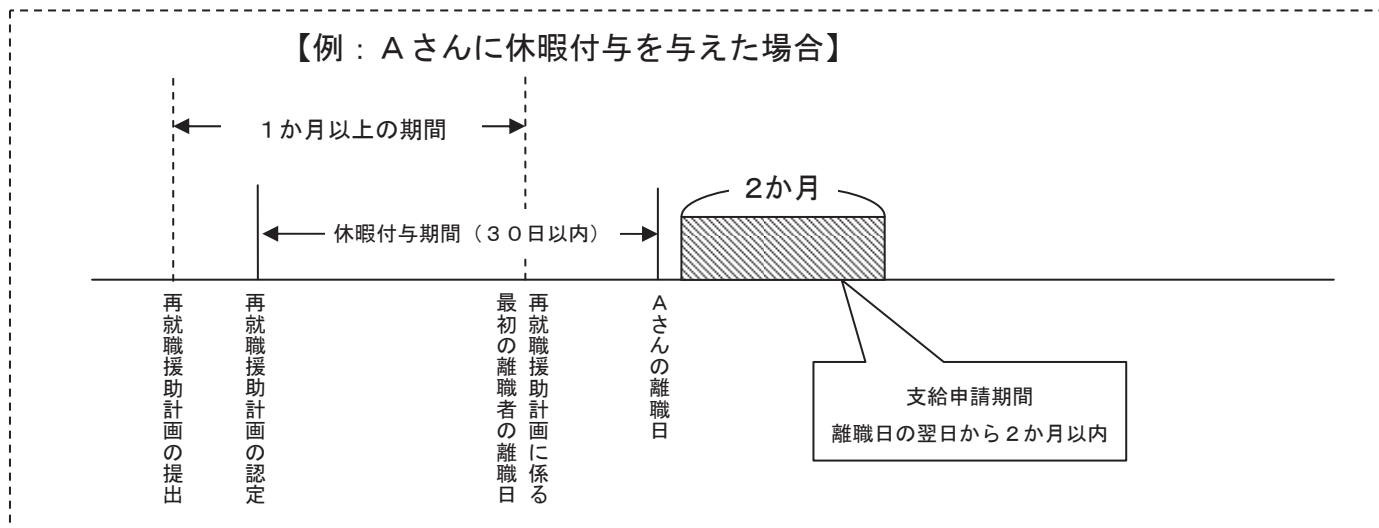 【例：Ａさんに休暇付与を与えた場合】
１か月以上の期間
２か月
休暇付与期間（３０日以内）
再就職援助計画の提出
再就職援助計画の認定
再就職援助計画に係る
最初の離職者の離職日
Ａさんの離職日
支給申請期間
離職日の翌日から２か月以内